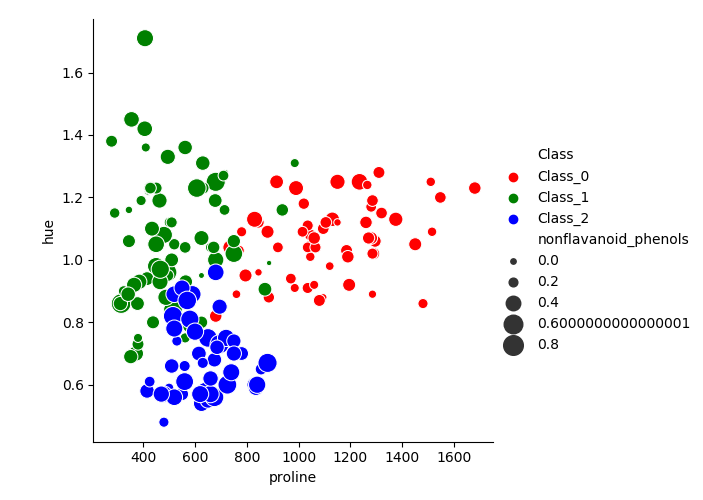 1.6
1.4
1.2
1.0
0.8
0.6
hue
400 600 800 1000 1200 1400 1600
proline
Class
Class_0
Class_1
Class_2
nonflavanoid_phenols
0.0
0.2
0.4
0.6000000000000001
0.8